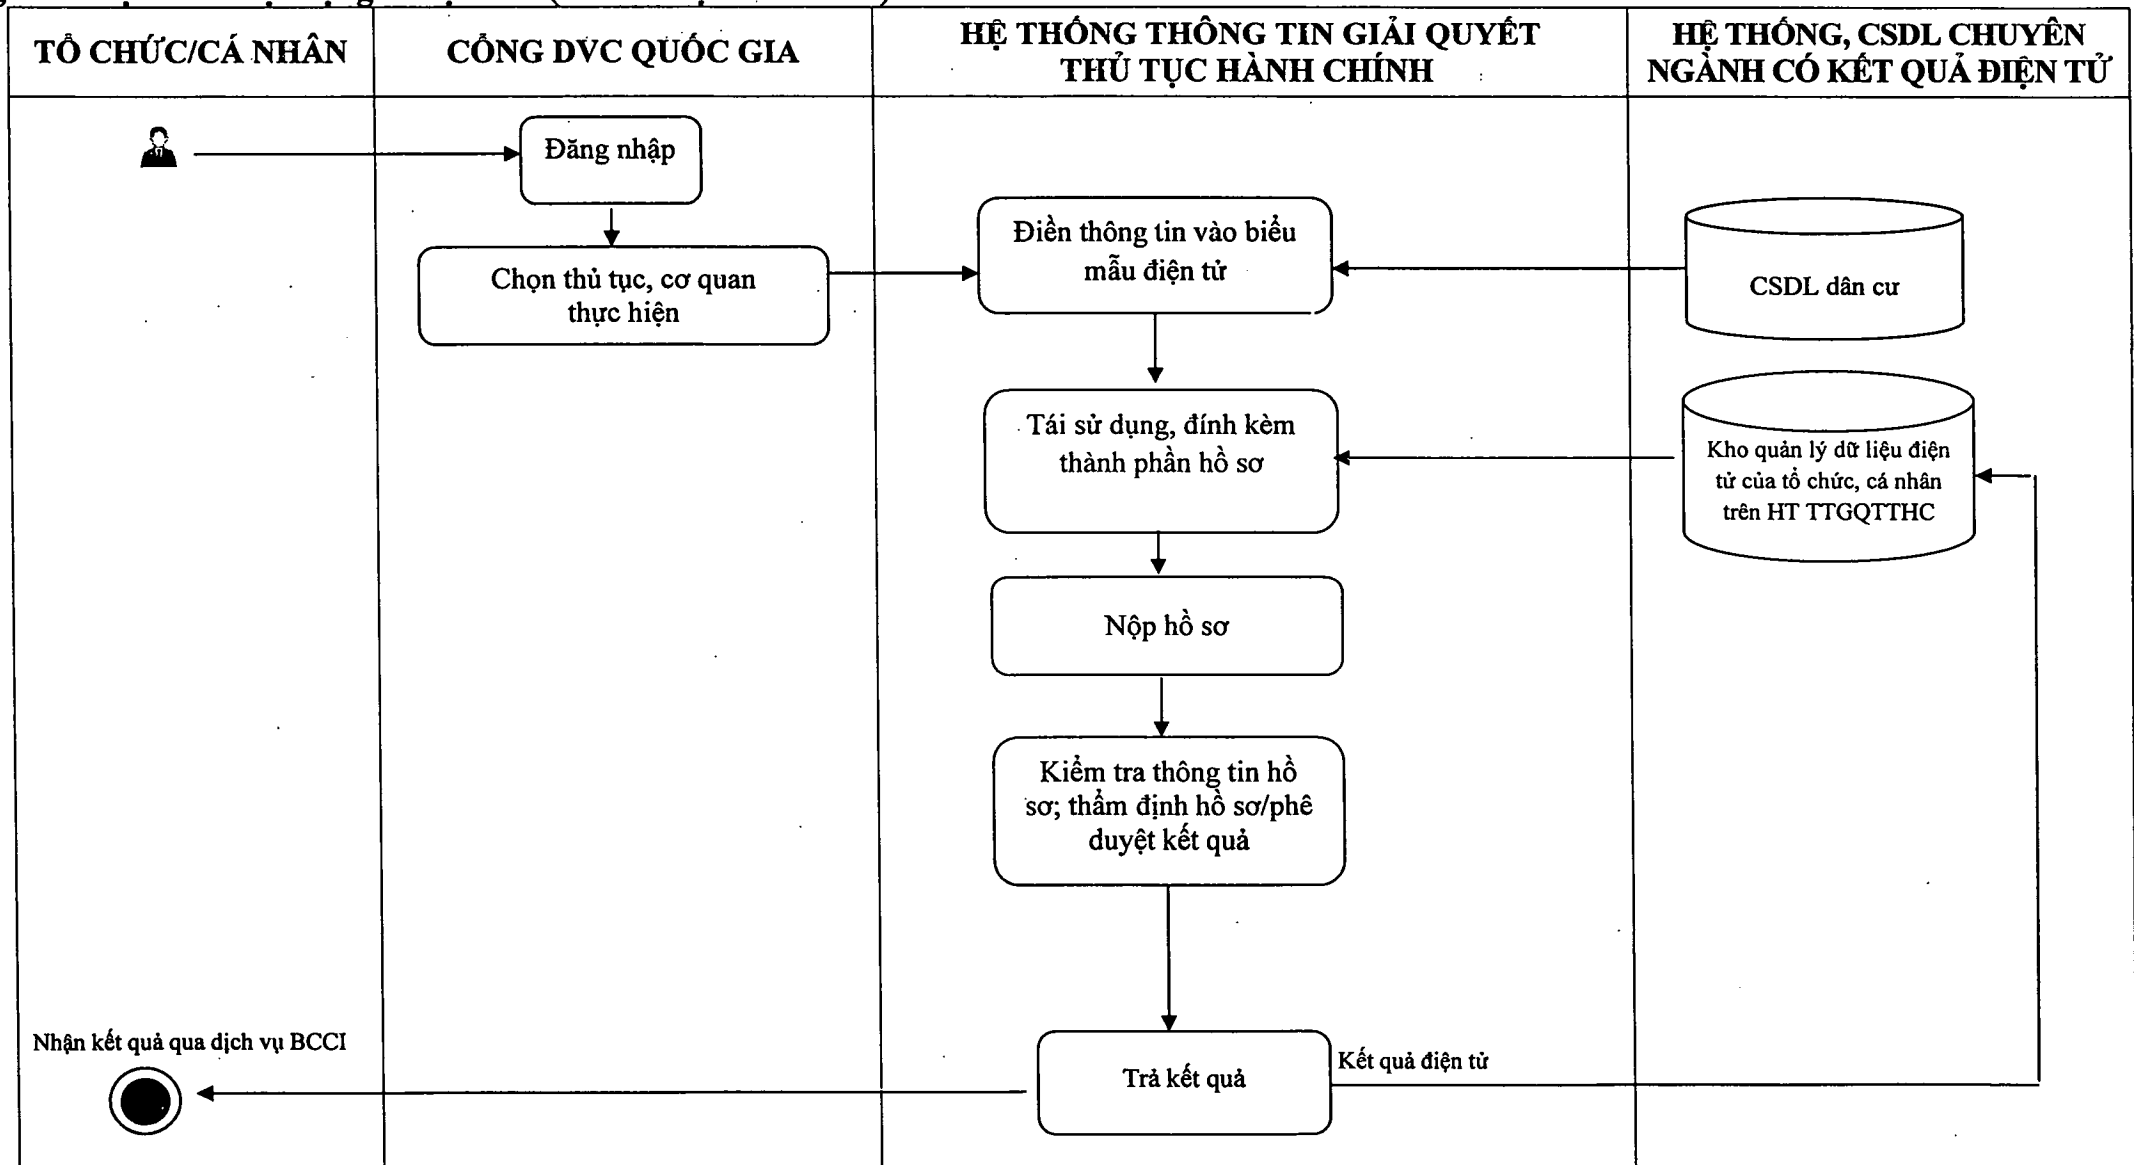 TỔ CHỨC/CÁ NHÂN
CỔNG DVC QUỐC GIA
HỆ THỐNG THÔNG TIN GIẢI QUYẾT
THỦ TỤC HÀNH CHÍNH
HỆ THỐNG, CSDL CHUYÊN
NGÀNH CÓ KẾT QUẢ ĐIỆN TỬ
Đăng nhập
Chọn thủ tục, cơ quan
thực hiện
Điền thông tin vào biểu
mẫu điện tử
CSDL dân cư
Tái sử dụng, đính kèm
thành phần hồ sơ
Kho quản lý dữ liệu điện
tử của tổ chức, cá nhân
trên HT TTGQTTHC
Nộp hồ sơ
Kiểm tra thông tin hồ
sơ; thẩm định hồ sơ/phê
duyệt kết quả
Nhận kết quả qua dịch vụ BCCI
Trả kết quả
Kết quả điện tử